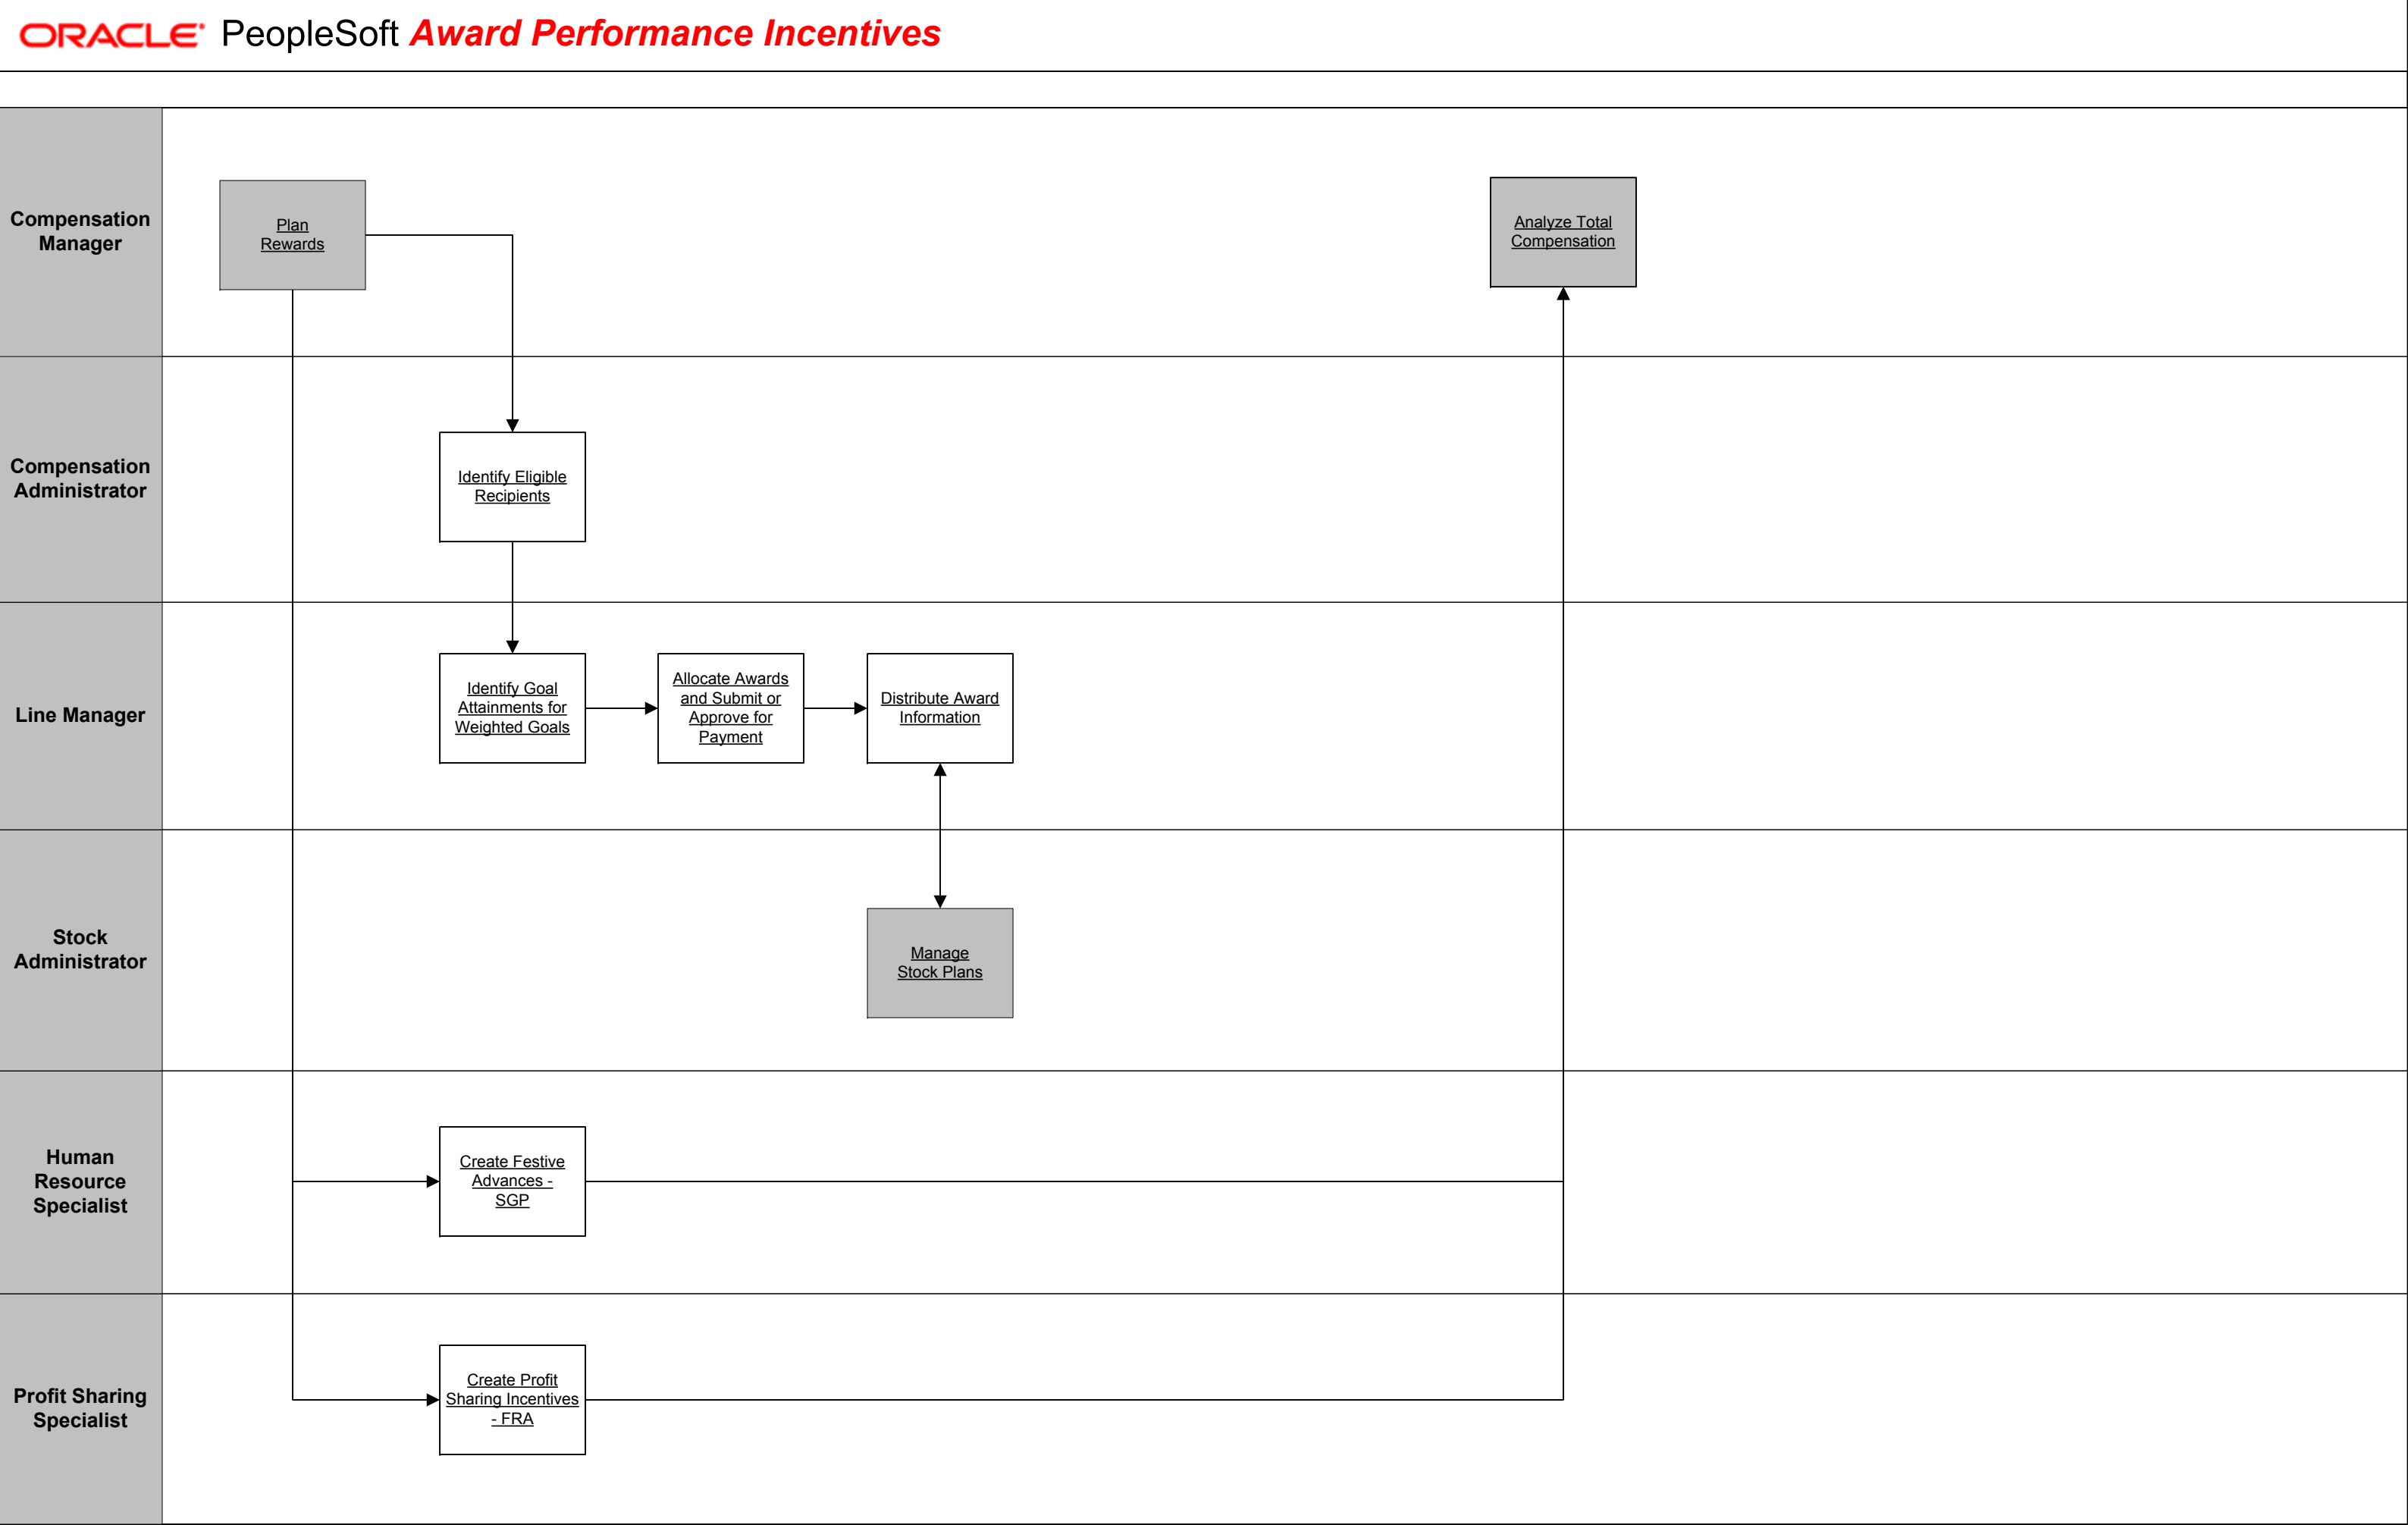 ORACLE® PeopleSoft Award Performance Incentives
Compensation
Manager
Plan
Rewards
Analyze Total
Compensation
Compensation
Administrator
Identify Eligible
Recipients
Line Manager
Identify Goal
Attainments for
Weighted Goals
Allocate Awards
and Submit or
Approve for
Payment
Distribute Award
Information
Stock
Administrator
Manage
Stock Plans
Human
Resource
Specialist
Create Festive
Advances -
SGP
Profit Sharing
Specialist
Create Profit
Sharing Incentives
- FRA